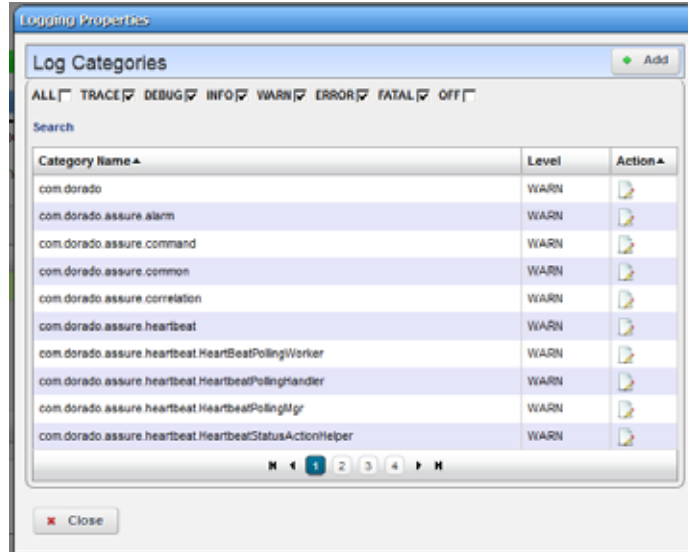 Logging Properties
Log Categories
Add
ALL TRACE DEBUG INFO WARN ERROR FATAL OFF
Search
Category Name Level Action
com.dorado WARN
com.dorado.assure.alarm WARN
com.dorado.assure.command WARN
com.dorado.assure.common WARN
com.dorado.assure.correlation WARN
com.dorado.assure.heartbeat WARN
com.dorado.assure.heartbeat.HeartBeatPollingWorker WARN
com.dorado.assure.heartbeat.HeartbeatPollingHandler WARN
com.dorado.assure.heartbeat.HeartbeatPollingMgr WARN
com.dorado.assure.heartbeat.HeartbeatStatusActionHelper WARN
1 2 3 4
Close